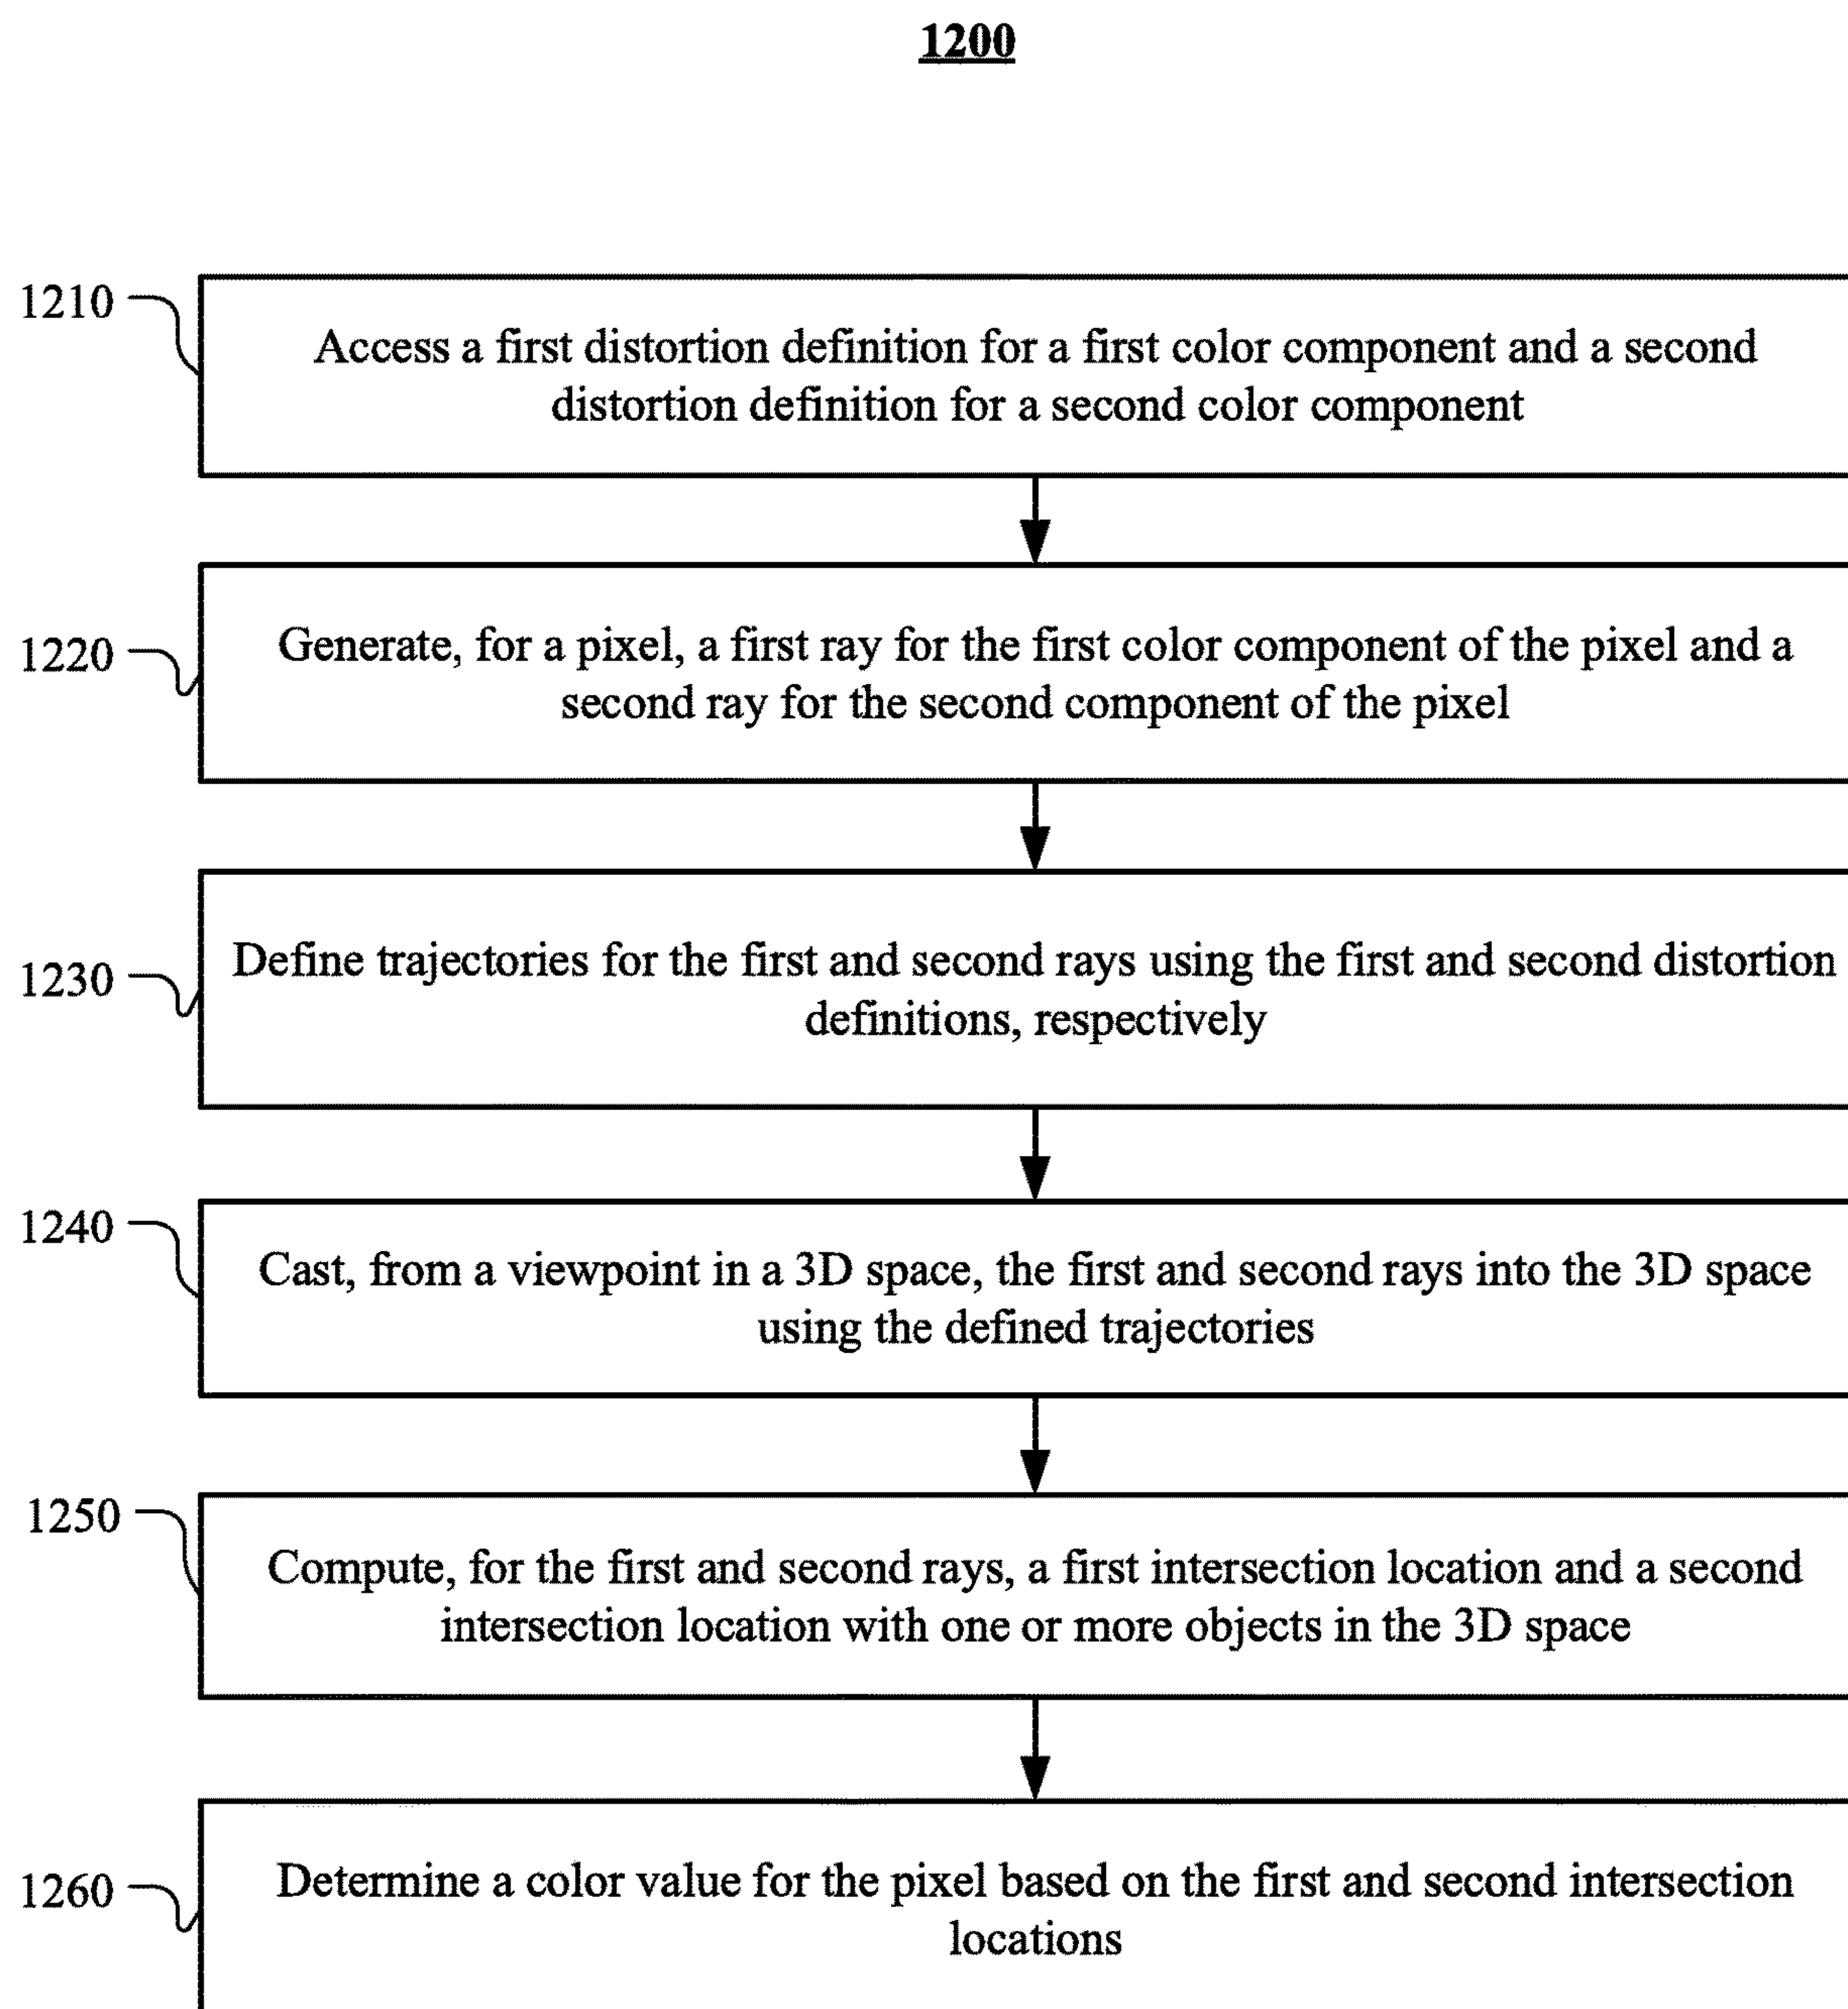 1200
1210
Access a first distortion definition for a first color component and a second
distortion definition for a second color component
1220
Generate, for a pixel, a first ray for the first color component of the pixel and a
second ray for the second component of the pixel
1230
Define trajectories for the first and second rays using the first and second distortion
definitions, respectively
1240
Cast, from a viewpoint in a 3D space, the first and second rays into the 3D space
using the defined trajectories
1250
Compute, for the first and second rays, a first intersection location and a second
intersection location with one or more objects in the 3D space
1260
Determine a color value for the pixel based on the first and second intersection
locations